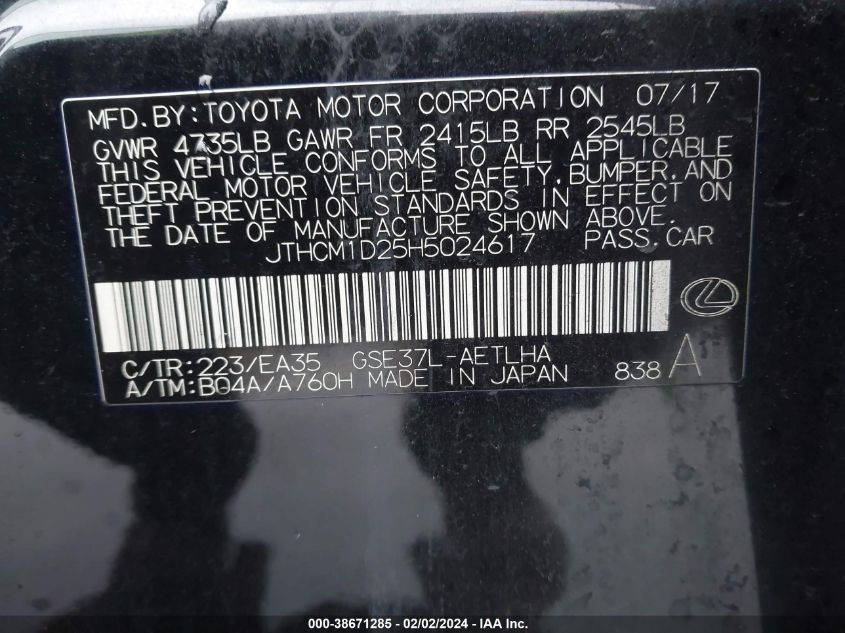 MFD. BY: TOYOTA MOTOR CORPORATION 07/17
GVWR 4735LB GAWR FR 2415LB RR 2545LB
THIS VEHICLE CONFORMS TO ALL APPLICABLE
FEDERAL MOTOR VEHICLE SAFETY, BUMPER, AND
THEFT PREVENTION STANDARDS IN EFFECT ON
THE DATE OF MANUFACTURE SHOWN ABOVE.
JTHCM1D25H5024617 PASS. CAR
C/TR: 223/EA35 GSE37L-AETLHA
A/TM: B04A/A760H MADE IN JAPAN 838 A
000-38671285 - 02/02/2024 - IAA Inc.